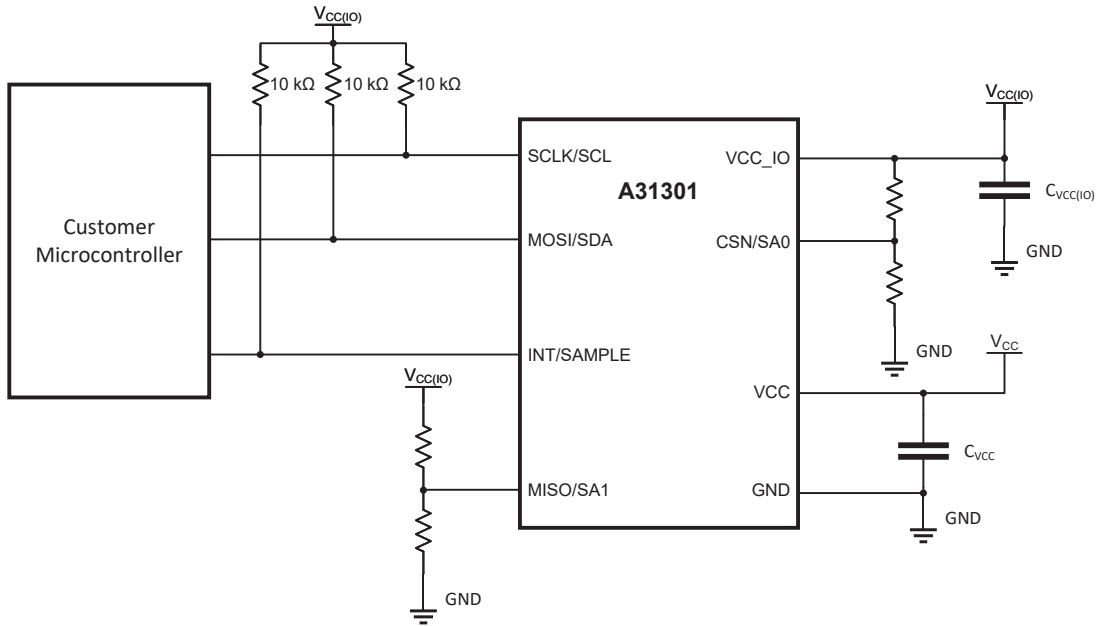 VCC(IO)
10 kΩ
10 kΩ
10 kΩ
Customer
Microcontroller
SCLK/SCL
MOSI/SDA
INT/SAMPLE
MISO/SA1
A31301
VCC_IO
CSN/SA0
VCC
GND
VCC(IO)
CVCC(IO)
GND
GND
VCC
CVCC
GND
VCC(IO)
GND